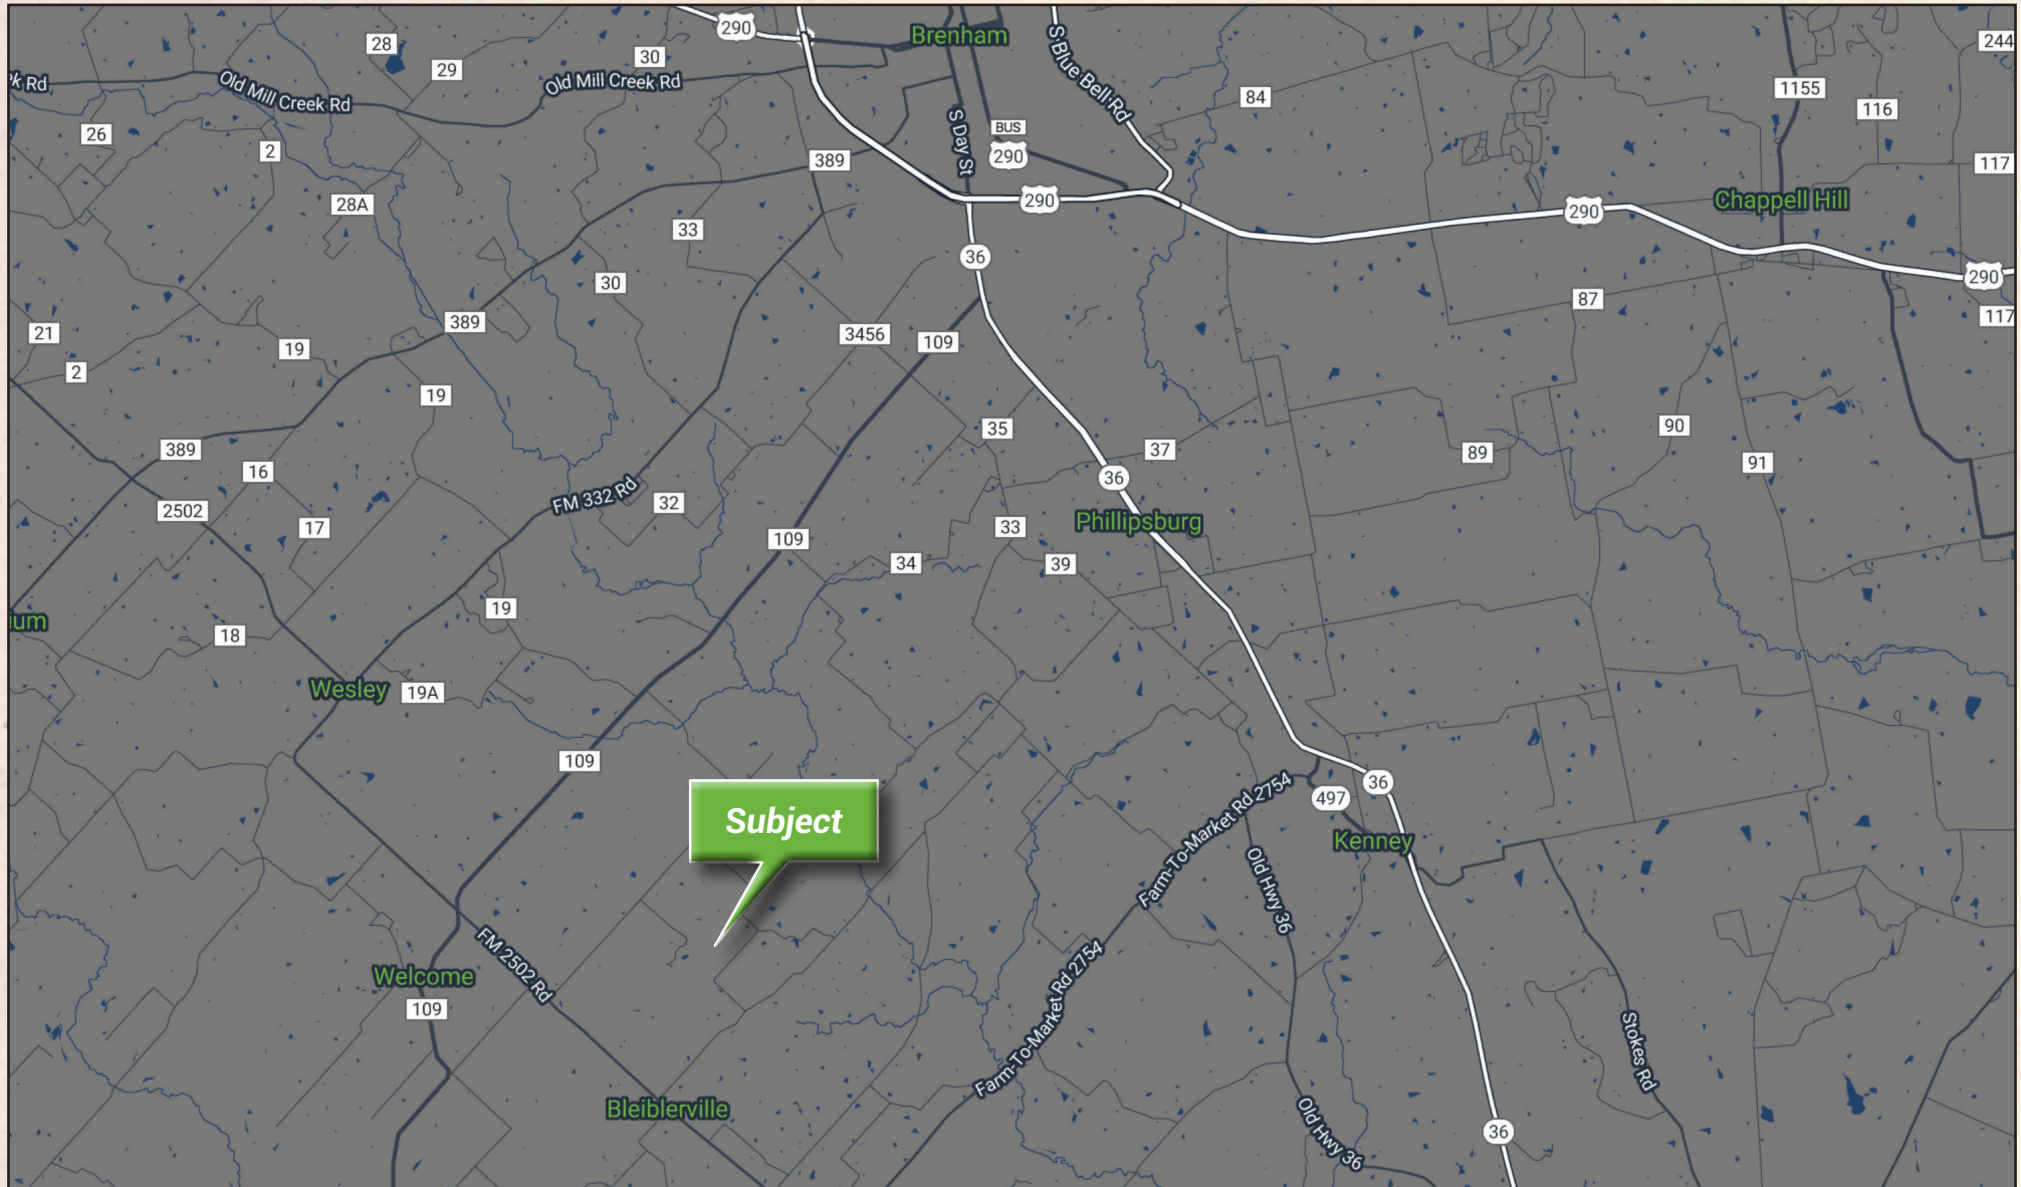 290
Brenham
S Blue Bell Rd
28
29
30
244
k Rd
Old Mill Creek Rd
Old Mill Creek Rd
84
1155
116
26
2
S Day St
BUS
290
389
117
28A
290
290
Chappell Hill
33
36
30
290
87
21
19
389
3456
109
117
2
19
35
37
90
389
16
36
89
91
2502
17
FM 332 Rd
32
Phillipsburg
109
33
34
39
ium
18
19
Wesley
19A
109
Subject
Farm-To-Market Rd 2754
36
497
Kenney
Old Hwy 36
FM 2502 Rd
Welcome
109
Farm-To-Market Rd 2754
Stokes Rd
Bleiblerville
Old Hwy 36
36